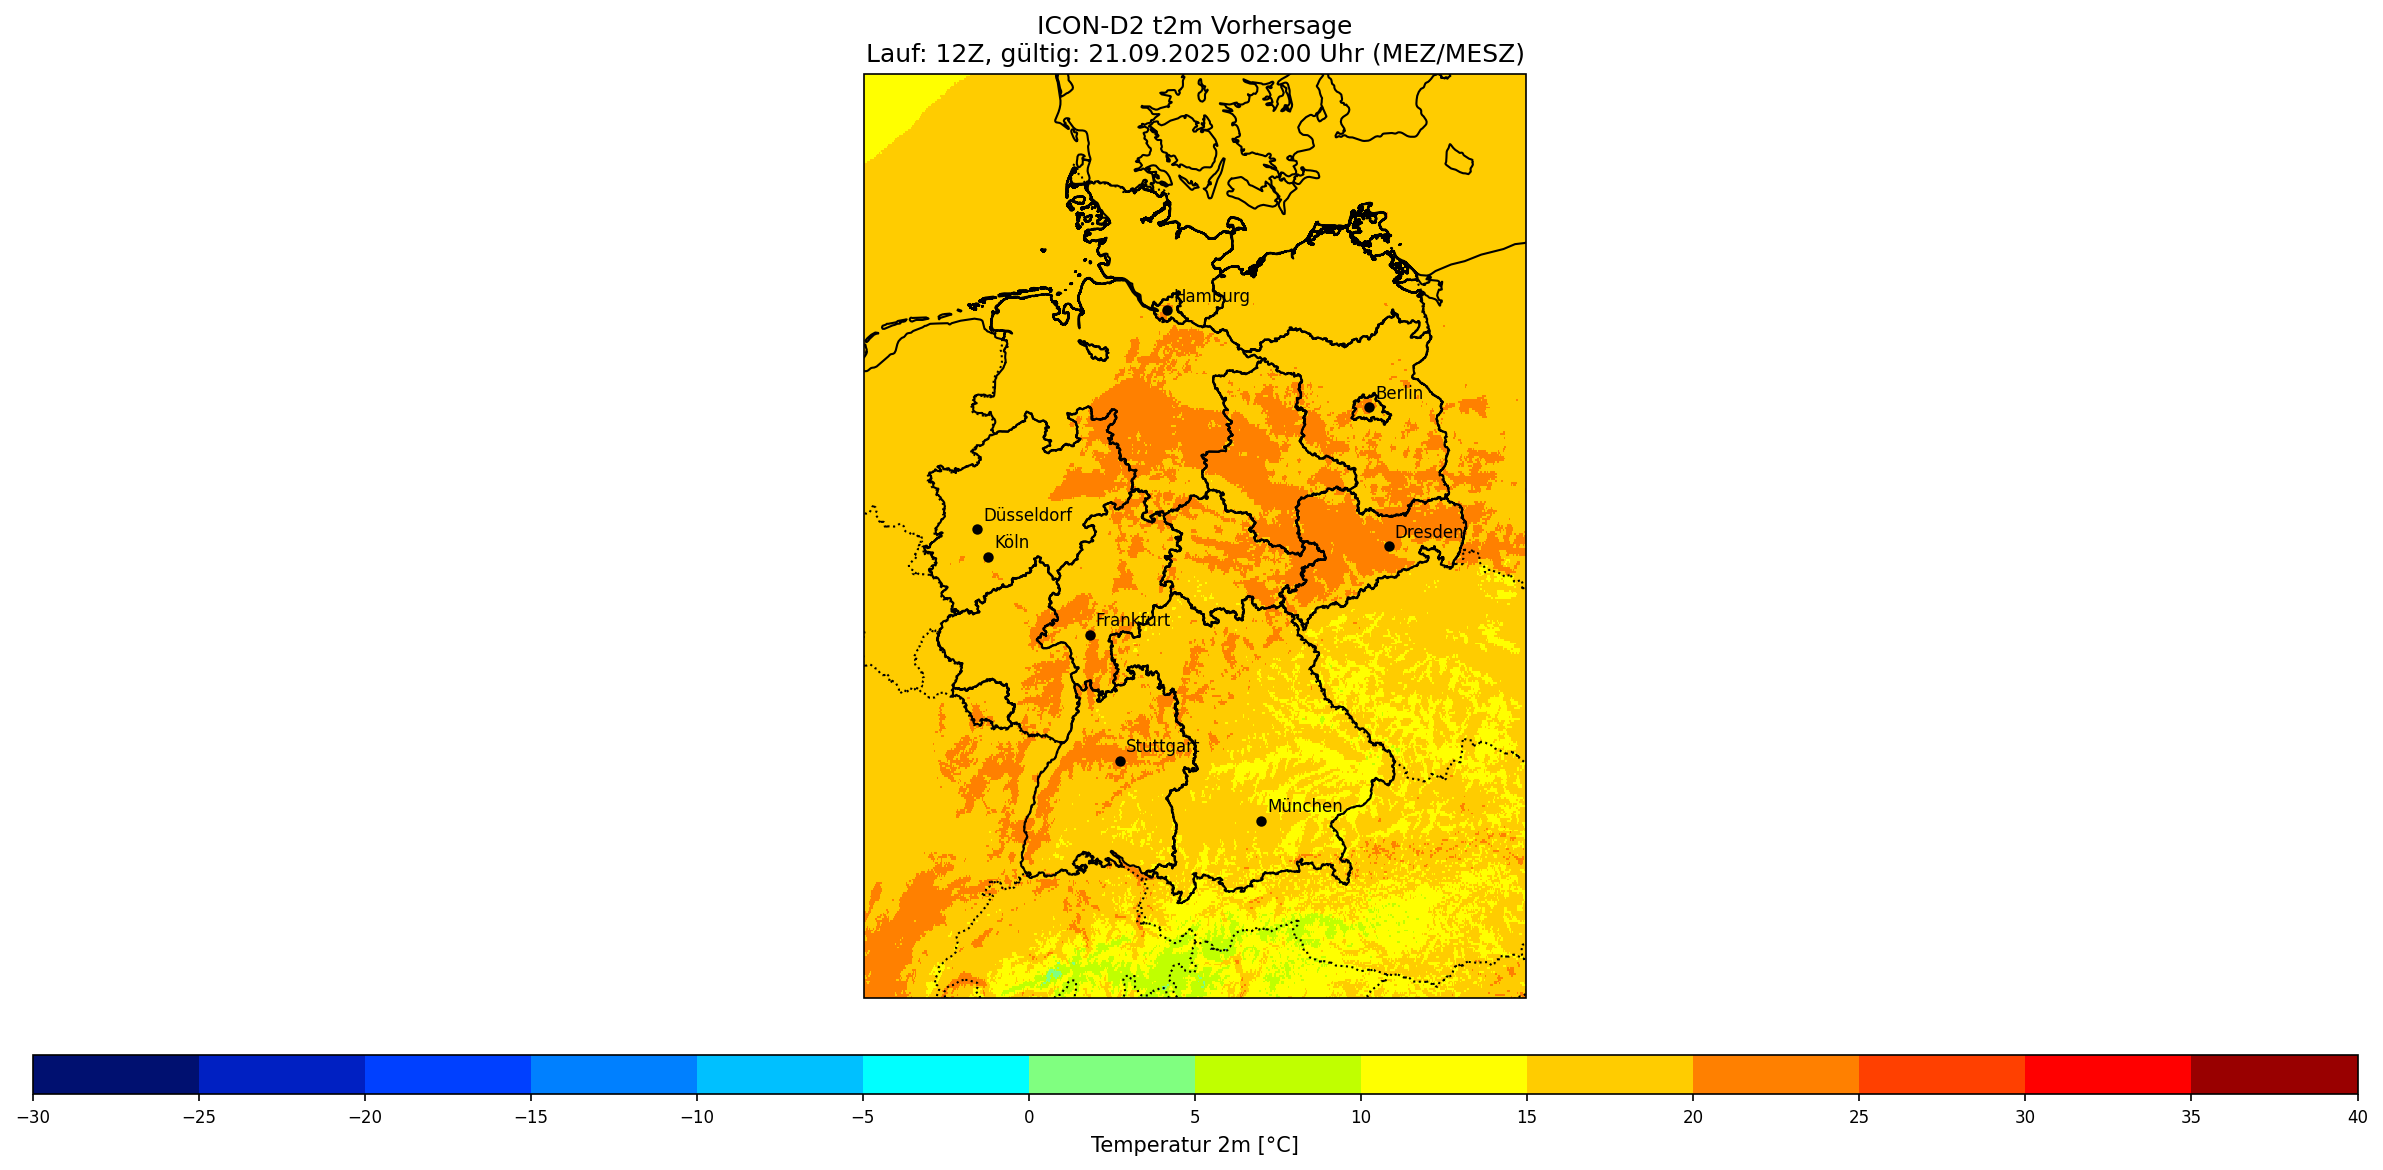 ICON-D2 t2m Vorhersage
Lauf: 12Z, gültig: 21.09.2025 02:00 Uhr (MEZ/MESZ)
Hamburg
Berlin
Düsseldorf
Dresden
Köln
Frankfurt
Stuttgart
München
−30 −25 −20 −15 −10 −5 0 5 10 15 20 25 30 35 40
Temperatur 2m [°C]